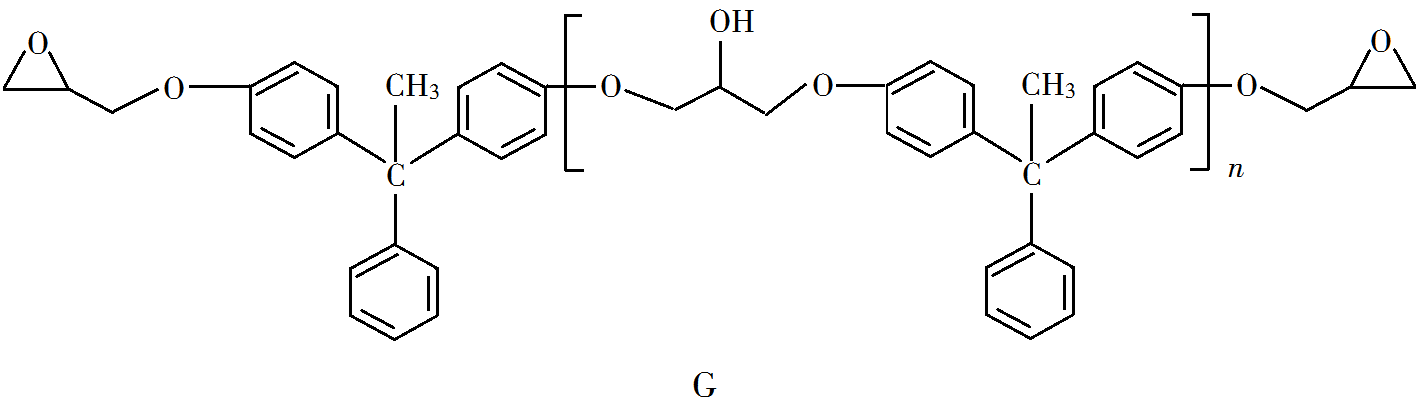 OH
O O CH3 O O CH3 O O
C C n
G